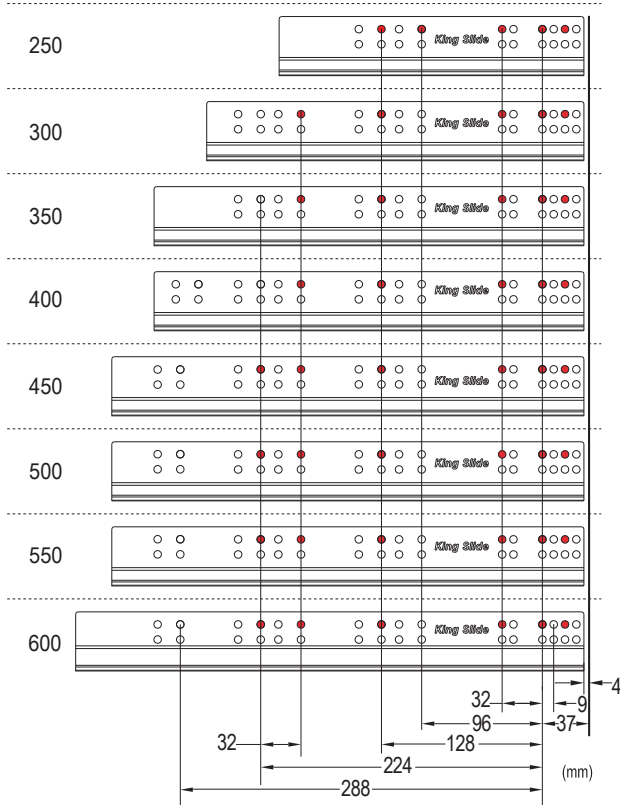 250 King Slide
300 King Slide
350 King Slide
400 King Slide
450 King Slide
500 King Slide
550 King Slide
600 King Slide
4
32 9
96 37
32 128
224 (mm)
288